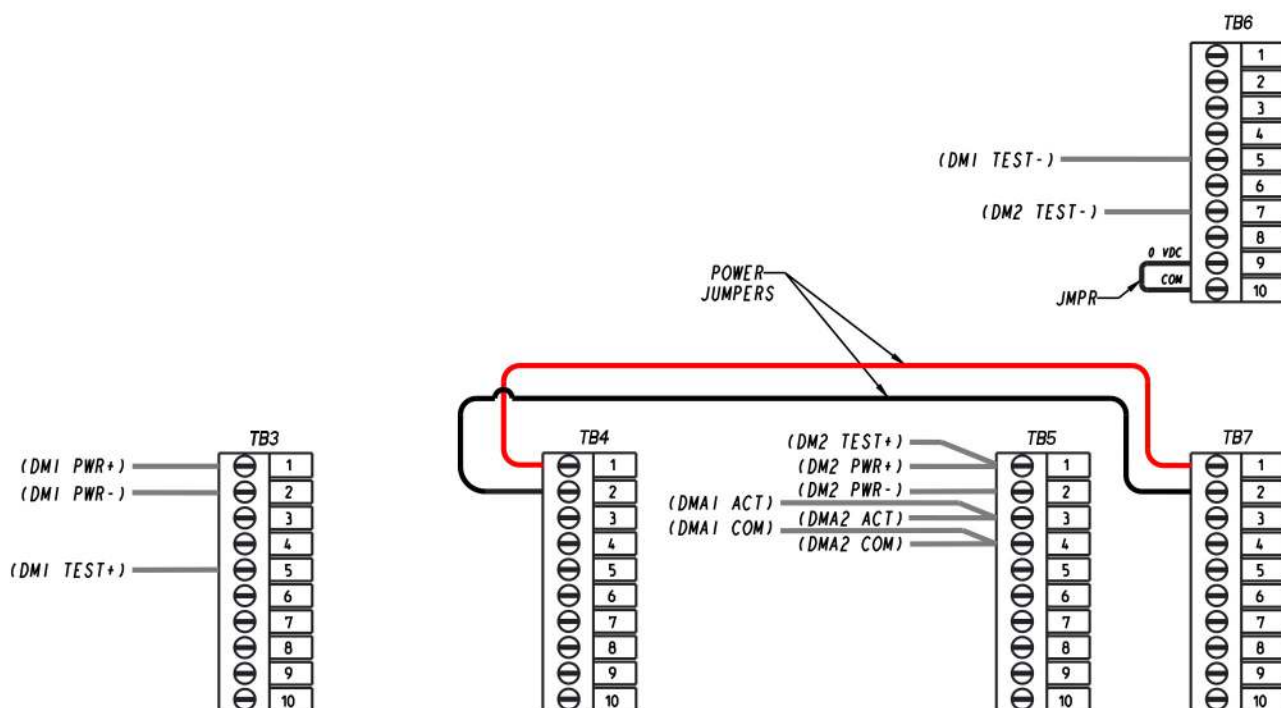 TB6
1
2
3
4
(DM1 TEST-) 5
6
(DM2 TEST-) 7
8
0 VDC 9
COM 10
JMPR
POWER
JUMPERS
TB3
(DM1 PWR+) 1
(DM1 PWR-) 2
3
4
(DM1 TEST+) 5
6
7
8
9
10
TB4
1
2
3
4
5
6
7
8
9
10
TB5
(DM2 TEST+)
(DM2 PWR+) 1
(DM2 PWR-) 2
(DMA1 ACT)
(DMA2 ACT) 3
(DMA1 COM)
(DMA2 COM) 4
5
6
7
8
9
10
TB7
1
2
3
4
5
6
7
8
9
10